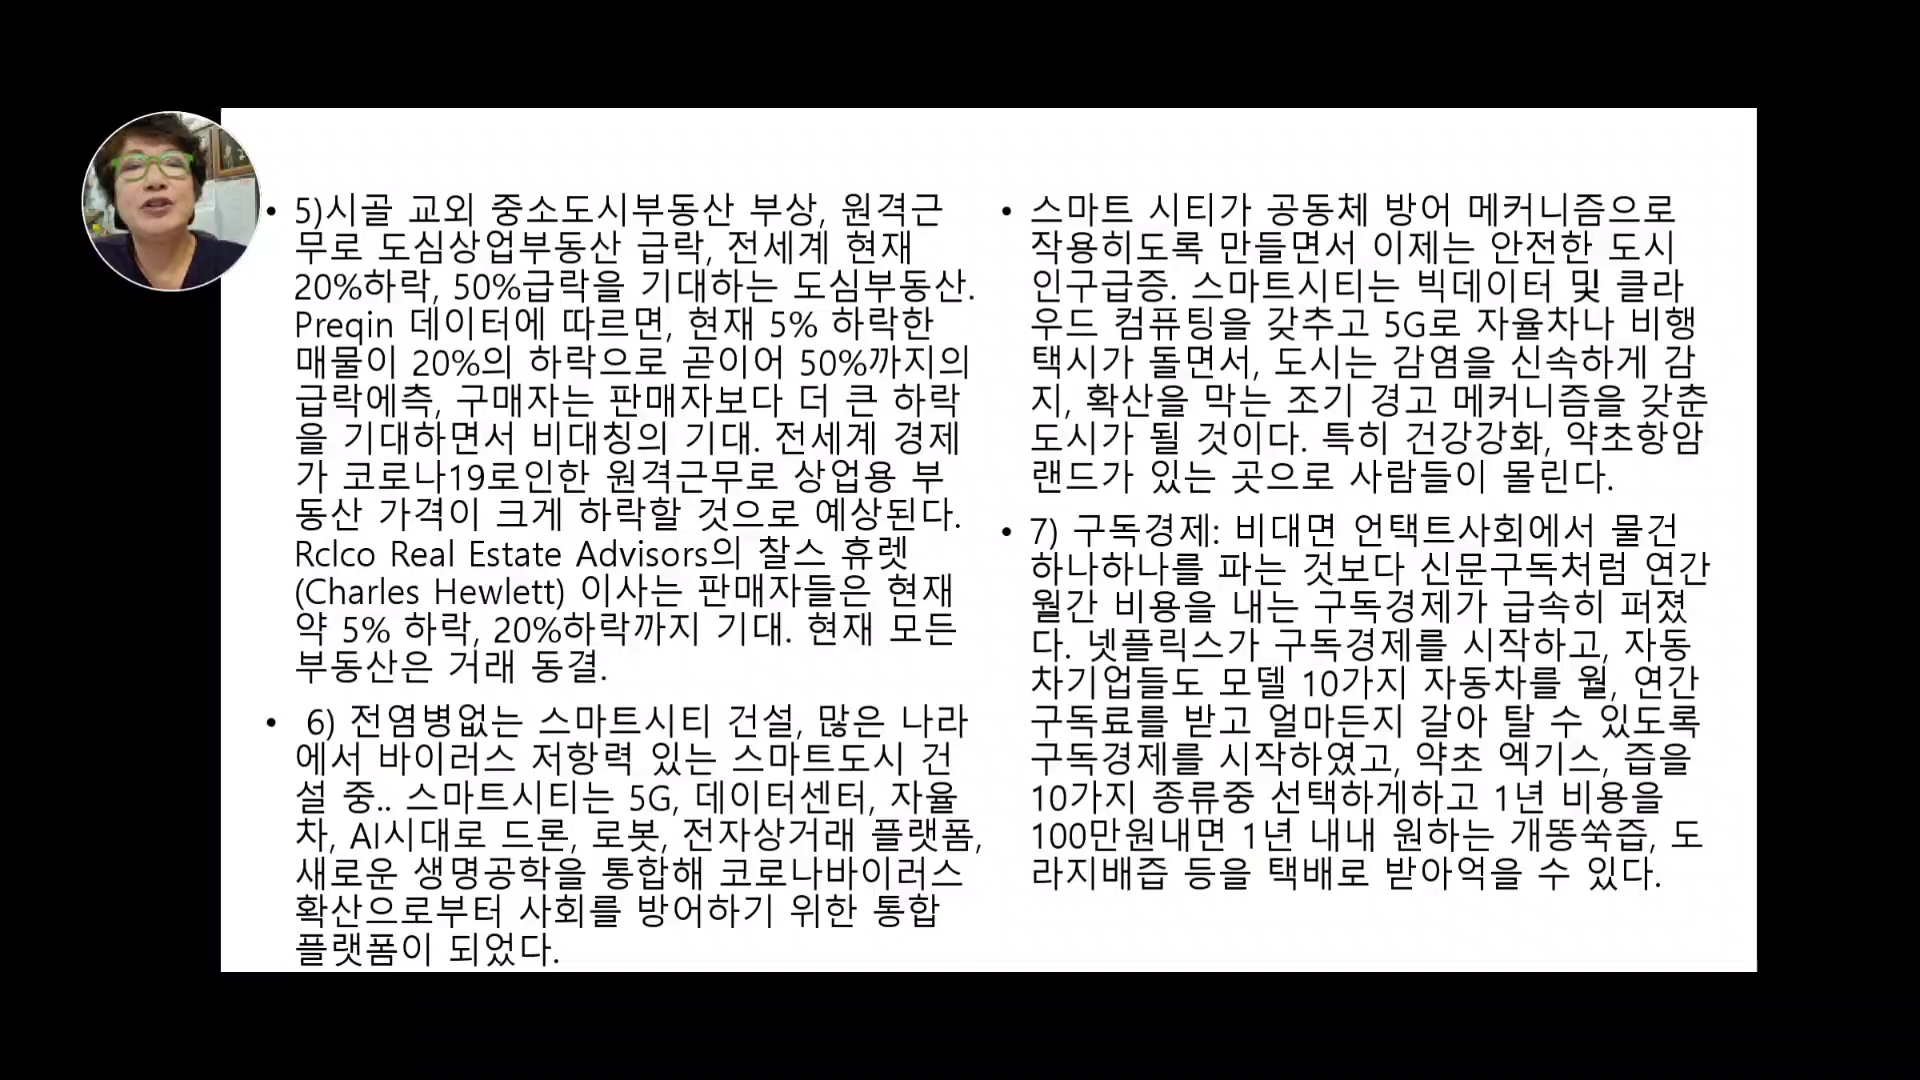 • 5)시골 교외 중소도시부동산 부상, 원격근
무로 도심상업부동산 급락, 전세계 현재
20%하락, 50%급락을 기대하는 도심부동산.
Preqin 데이터에 따르면, 현재 5% 하락한
매물이 20%의 하락으로 곧이어 50%까지의
급락에측, 구매자는 판매자보다 더 큰 하락
을 기대하면서 비대칭의 기대. 전세계 경제
가 코로나19로인한 원격근무로 상업용 부
동산 가격이 크게 하락할 것으로 예상된다.
Rclco Real Estate Advisors의 찰스 휴렛
(Charles Hewlett) 이사는 판매자들은 현재
약 5% 하락, 20%하락까지 기대. 현재 모든
부동산은 거래 동결.
• 6) 전염병없는 스마트시티 건설, 많은 나라
에서 바이러스 저항력 있는 스마트도시 건
설 중.. 스마트시티는 5G, 데이터센터, 자율
차, AI시대로 드론, 로봇, 전자상거래 플랫폼,
새로운 생명공학을 통합해 코로나바이러스
확산으로부터 사회를 방어하기 위한 통합
플랫폼이 되었다.
• 스마트 시티가 공동체 방어 메커니즘으로
작용히도록 만들면서 이제는 안전한 도시
인구급증. 스마트시티는 빅데이터 및 클라
우드 컴퓨팅을 갖추고 5G로 자율차나 비행
택시가 돌면서, 도시는 감염을 신속하게 감
지, 확산을 막는 조기 경고 메커니즘을 갖춘
도시가 될 것이다. 특히 건강강화, 약초항암
랜드가 있는 곳으로 사람들이 몰린다.
• 7) 구독경제: 비대면 언택트사회에서 물건
하나하나를 파는 것보다 신문구독처럼 연간
월간 비용을 내는 구독경제가 급속히 퍼졌
다. 넷플릭스가 구독경제를 시작하고, 자동
차기업들도 모델 10가지 자동차를 월, 연간
구독료를 받고 얼마든지 갈아 탈 수 있도록
구독경제를 시작하였고, 약초 엑기스, 즙을
10가지 종류중 선택하게하고 1년 비용을
100만원내면 1년 내내 원하는 개똥쑥즙, 도
라지배즙 등을 택배로 받아억을 수 있다.